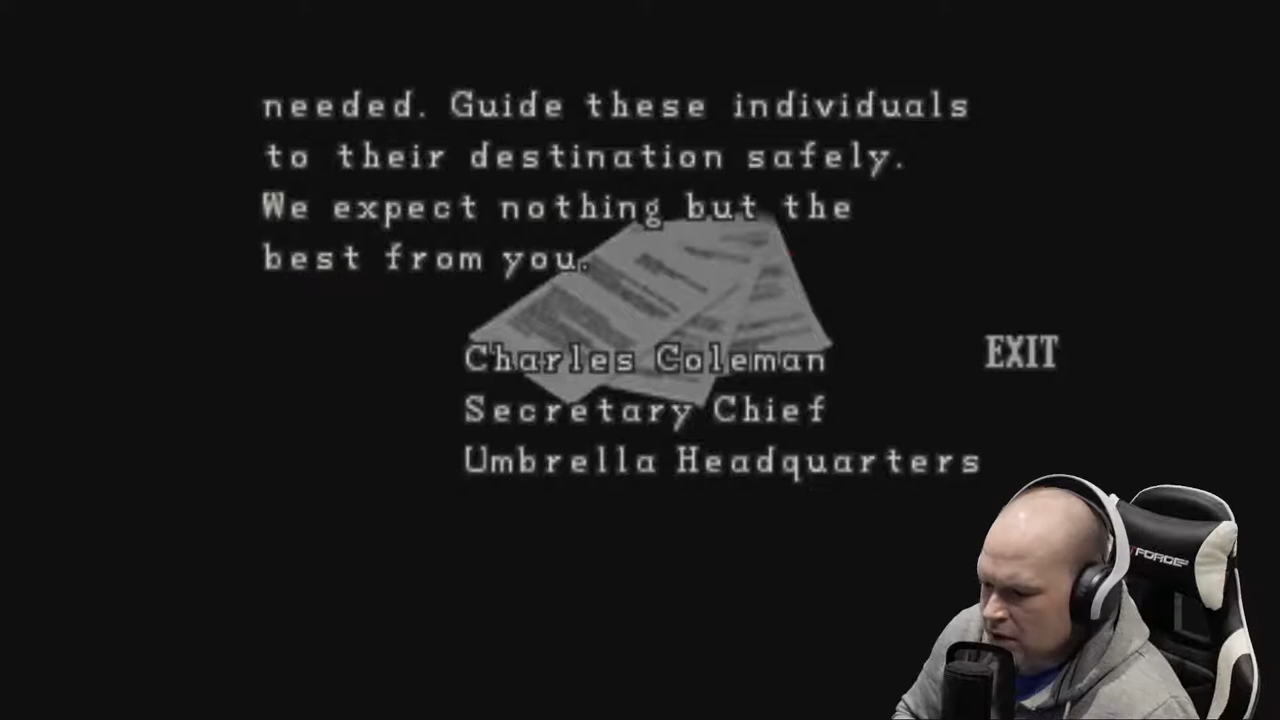 needed. Guide these individuals
to their destination safely.
We expect nothing but the
best from you.
Charles Coleman
Secretary Chief
Umbrella Headquarters
EXIT
FORCE